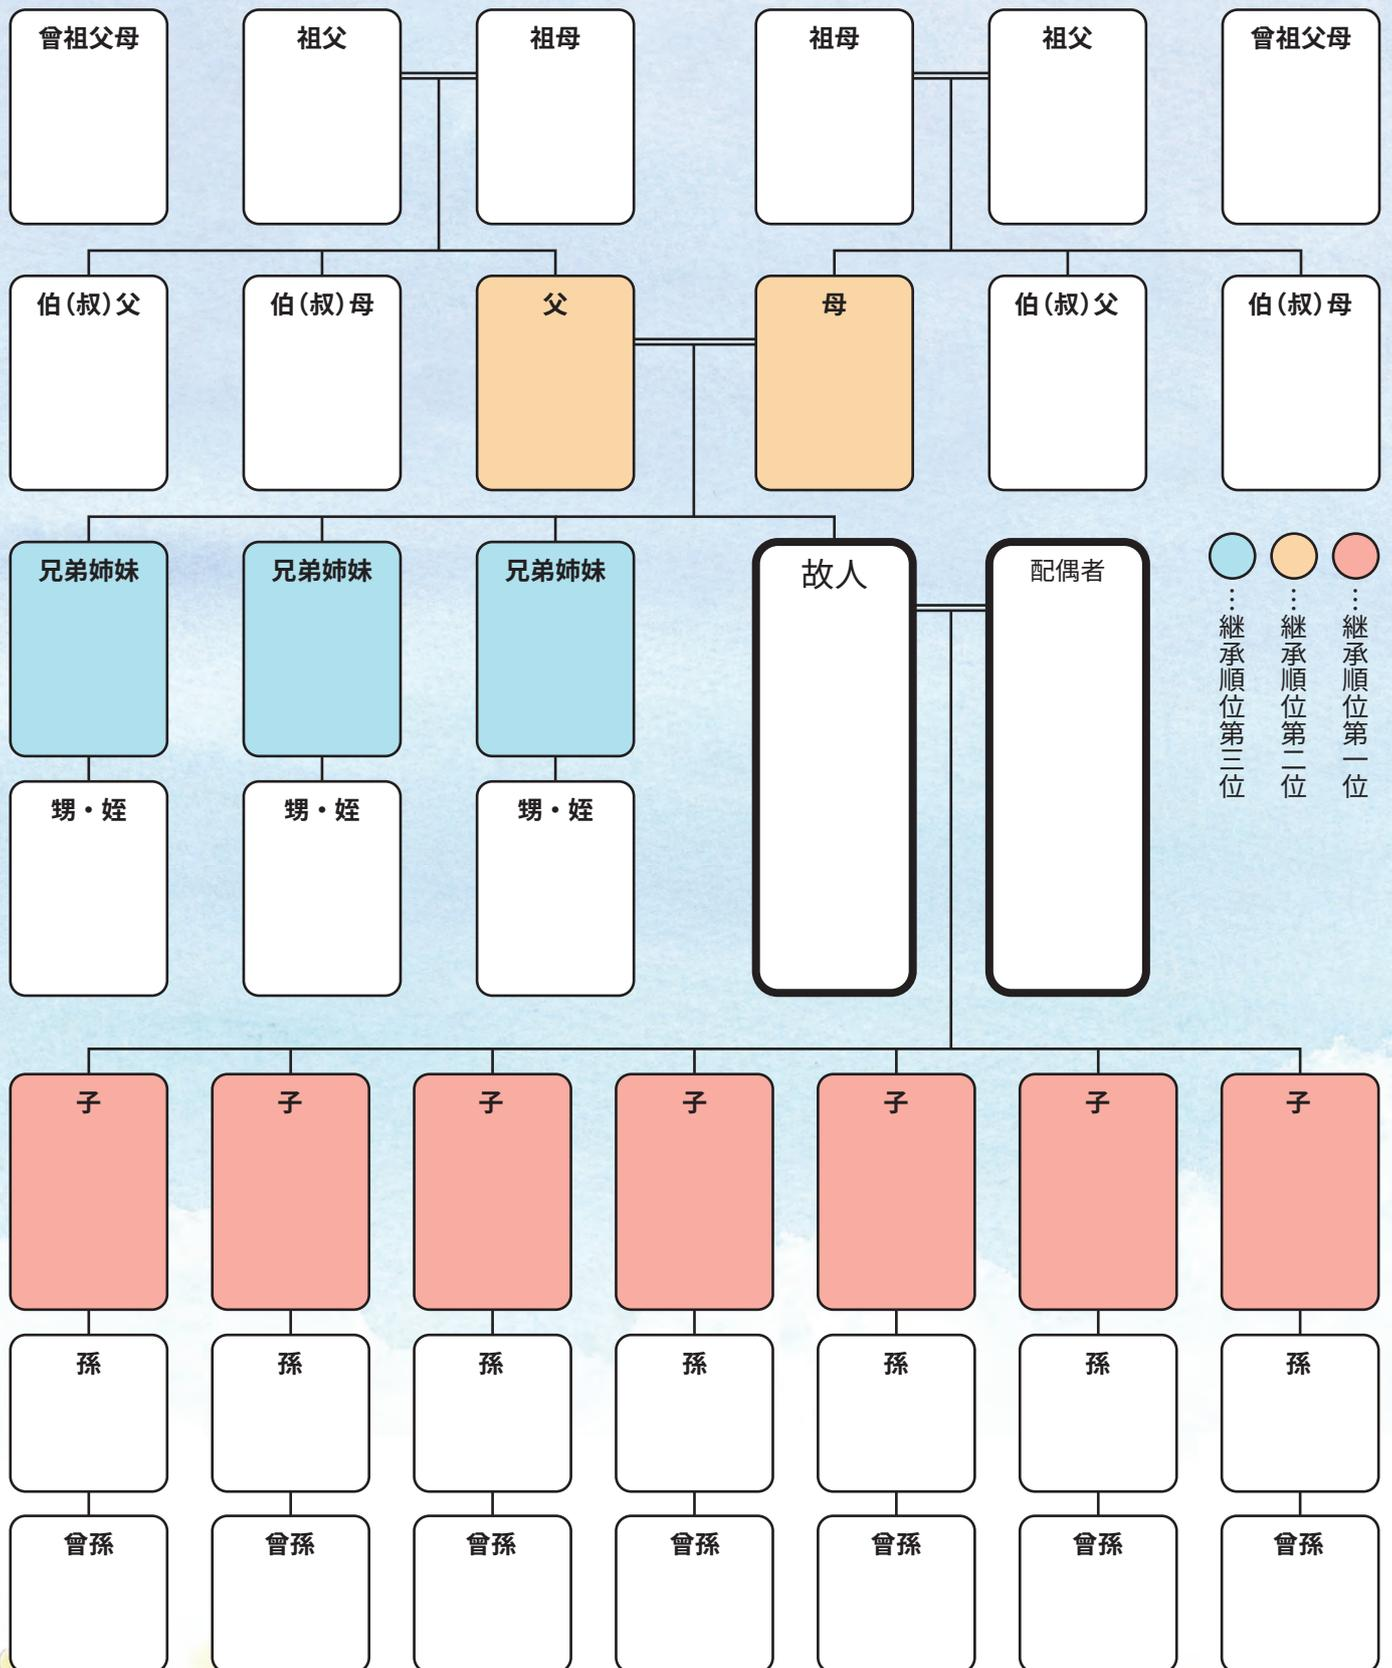 曾祖父母
祖父
祖母
祖母
祖父
曾祖父母
伯(叔)父
伯(叔)母
父
母
伯(叔)父
伯(叔)母
兄弟姉妹
兄弟姉妹
兄弟姉妹
故人
配偶者
…継承順位第一位
…継承順位第二位
…継承順位第三位
甥・姪
甥・姪
甥・姪
子
子
子
子
子
子
子
孫
孫
孫
孫
孫
孫
孫
曾孫
曾孫
曾孫
曾孫
曾孫
曾孫
曾孫